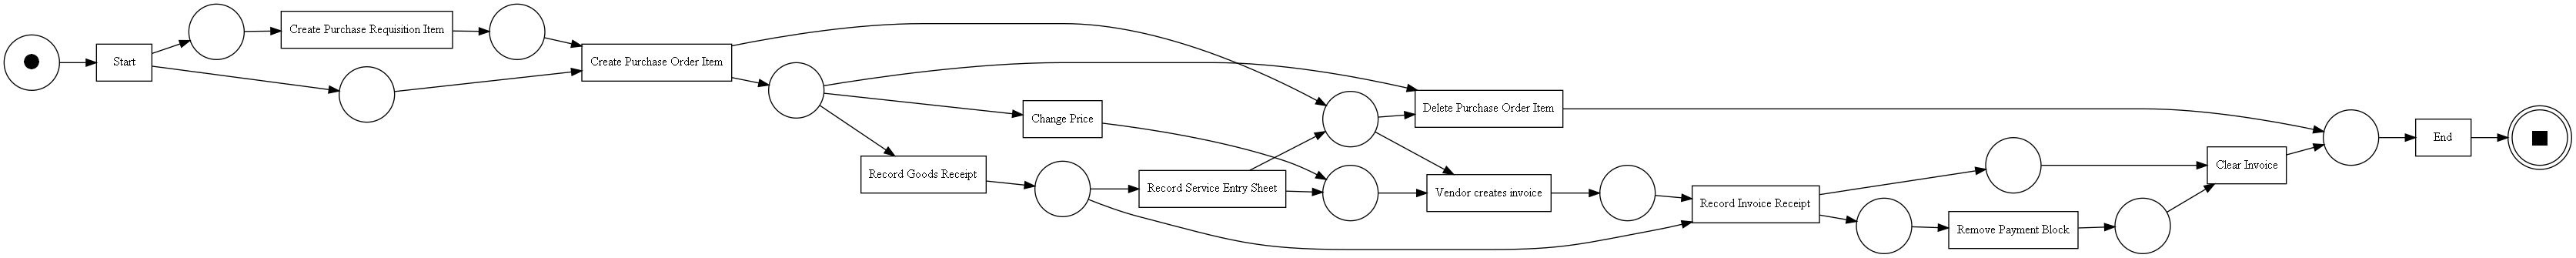 Start
Create Purchase Requisition Item
Create Purchase Order Item
Record Goods Receipt
Change Price
Record Service Entry Sheet
Delete Purchase Order Item
Vendor creates invoice
Record Invoice Receipt
Remove Payment Block
Clear Invoice
End